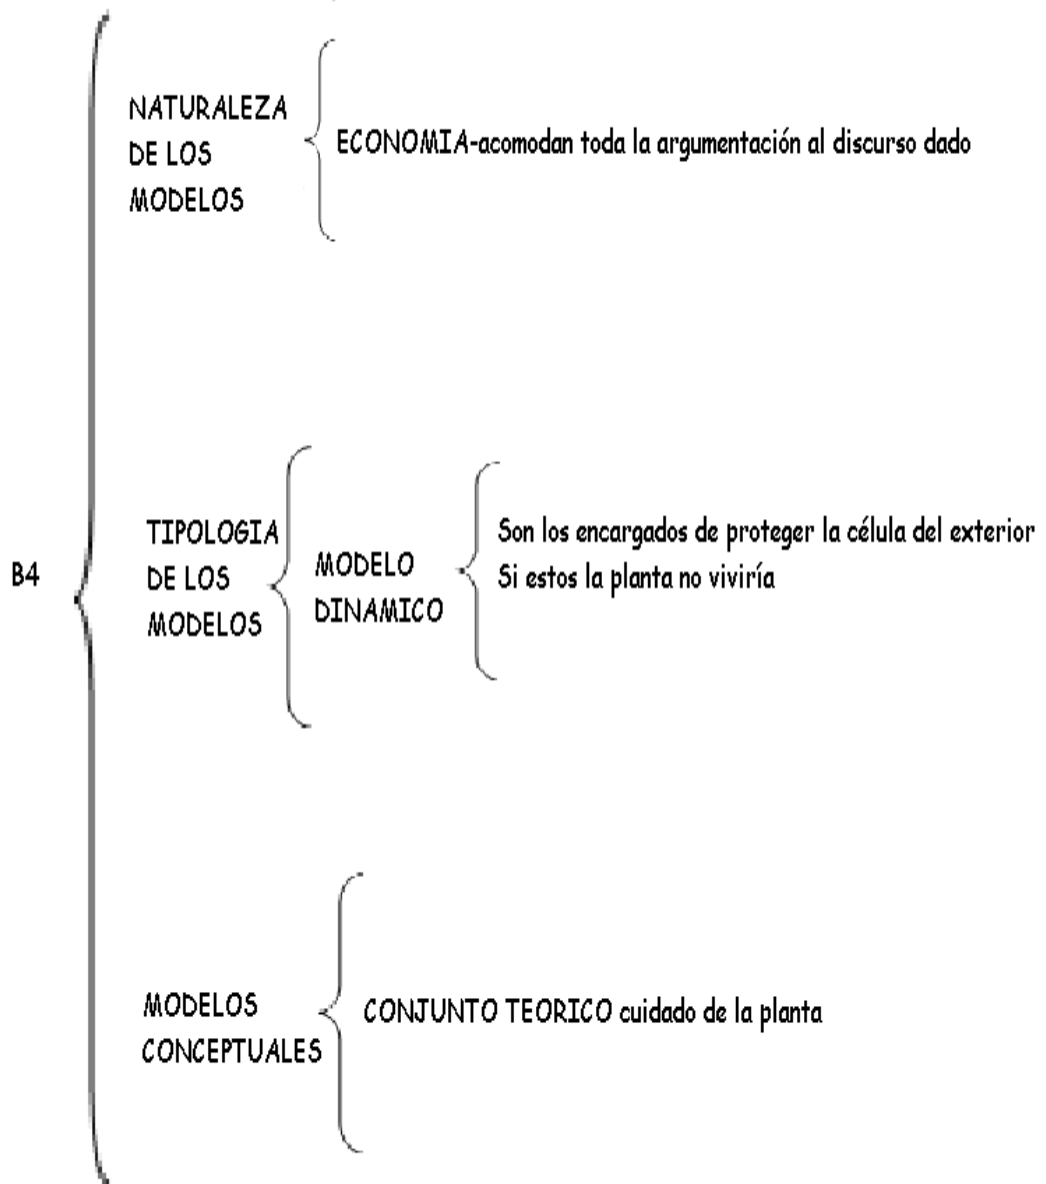 B4
NATURALEZA
DE LOS
MODELOS
ECONOMIA-acomodan toda la argumentación al discurso dado
TIPOLOGIA
DE LOS
MODELOS
MODELO
DINAMICO
Son los encargados de proteger la célula del exterior
Si estos la planta no viviría
MODELOS
CONCEPTUALES
CONJUNTO TEORICO cuidado de la planta